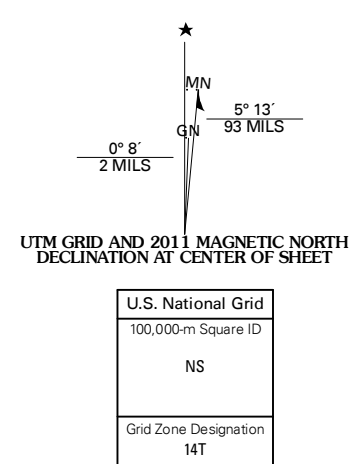 MN
5° 13´
93 MILS
GN
0° 8´
2 MILS
UTM GRID AND 2011 MAGNETIC NORTH
DECLINATION AT CENTER OF SHEET
U.S. National Grid
100,000-m Square ID
NS
Grid Zone Designation
14T